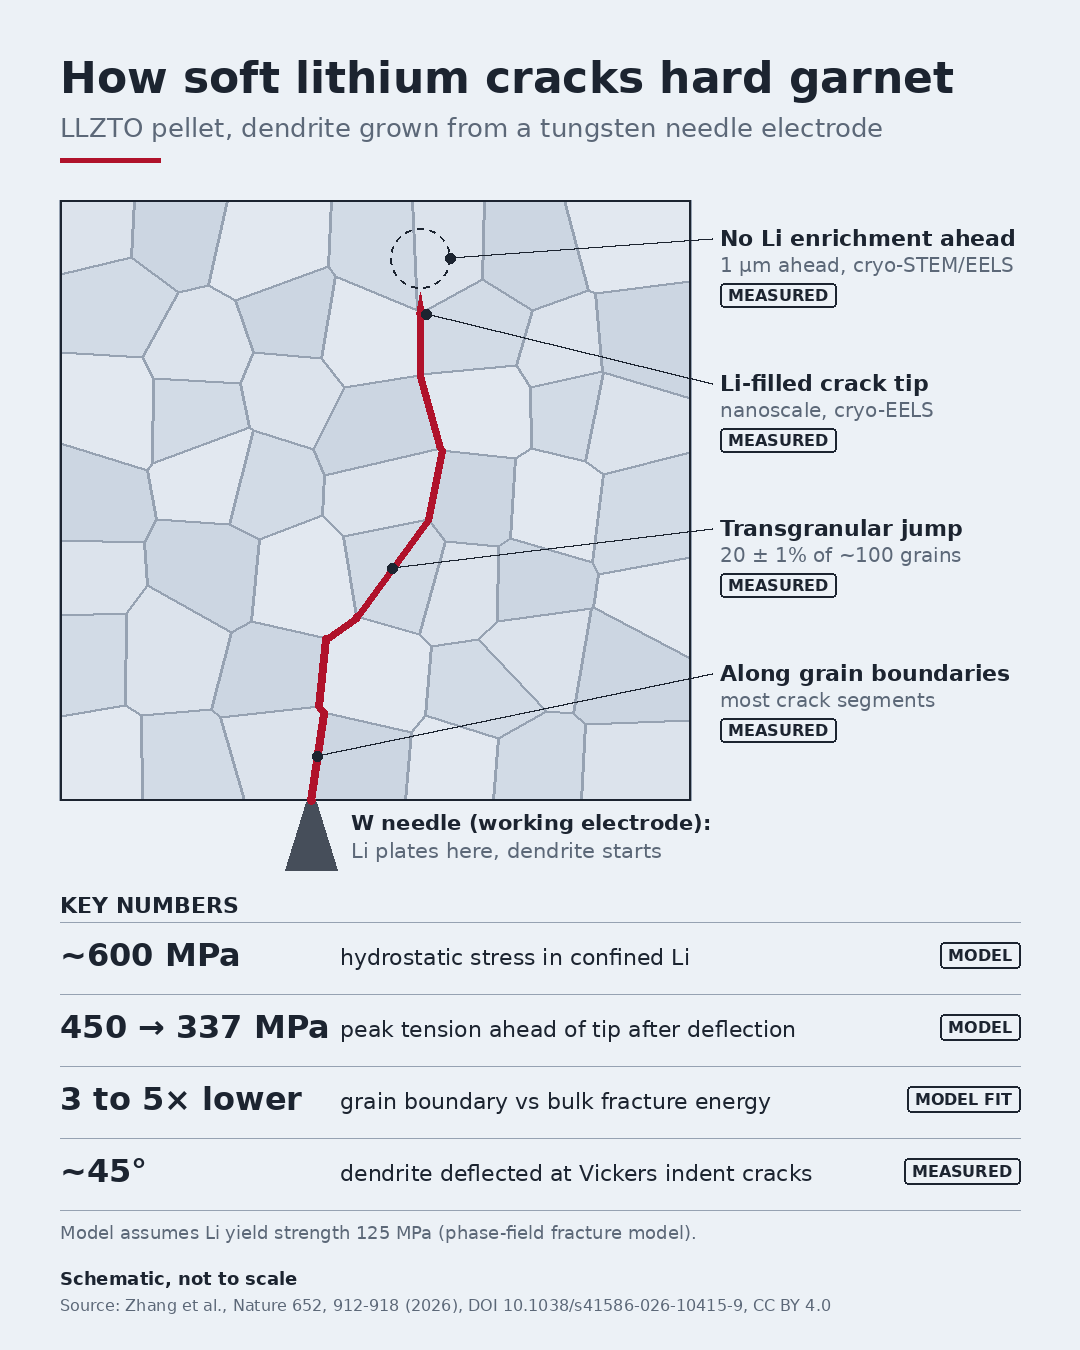 How soft lithium cracks hard garnet
LLZTO pellet, dendrite grown from a tungsten needle electrode
No Li enrichment ahead
1 µm ahead, cryo-STEM/EELS
MEASURED
Li-filled crack tip
nanoscale, cryo-EELS
MEASURED
Transgranular jump
20 ± 1% of ~100 grains
MEASURED
Along grain boundaries
most crack segments
MEASURED
W needle (working electrode):
Li plates here, dendrite starts
KEY NUMBERS
~600 MPa hydrostatic stress in confined Li MODEL
450 → 337 MPa peak tension ahead of tip after deflection MODEL
3 to 5× lower grain boundary vs bulk fracture energy MODEL FIT
~45° dendrite deflected at Vickers indent cracks MEASURED
Model assumes Li yield strength 125 MPa (phase-field fracture model).
Schematic, not to scale
Source: Zhang et al., Nature 652, 912-918 (2026), DOI 10.1038/s41586-026-10415-9, CC BY 4.0